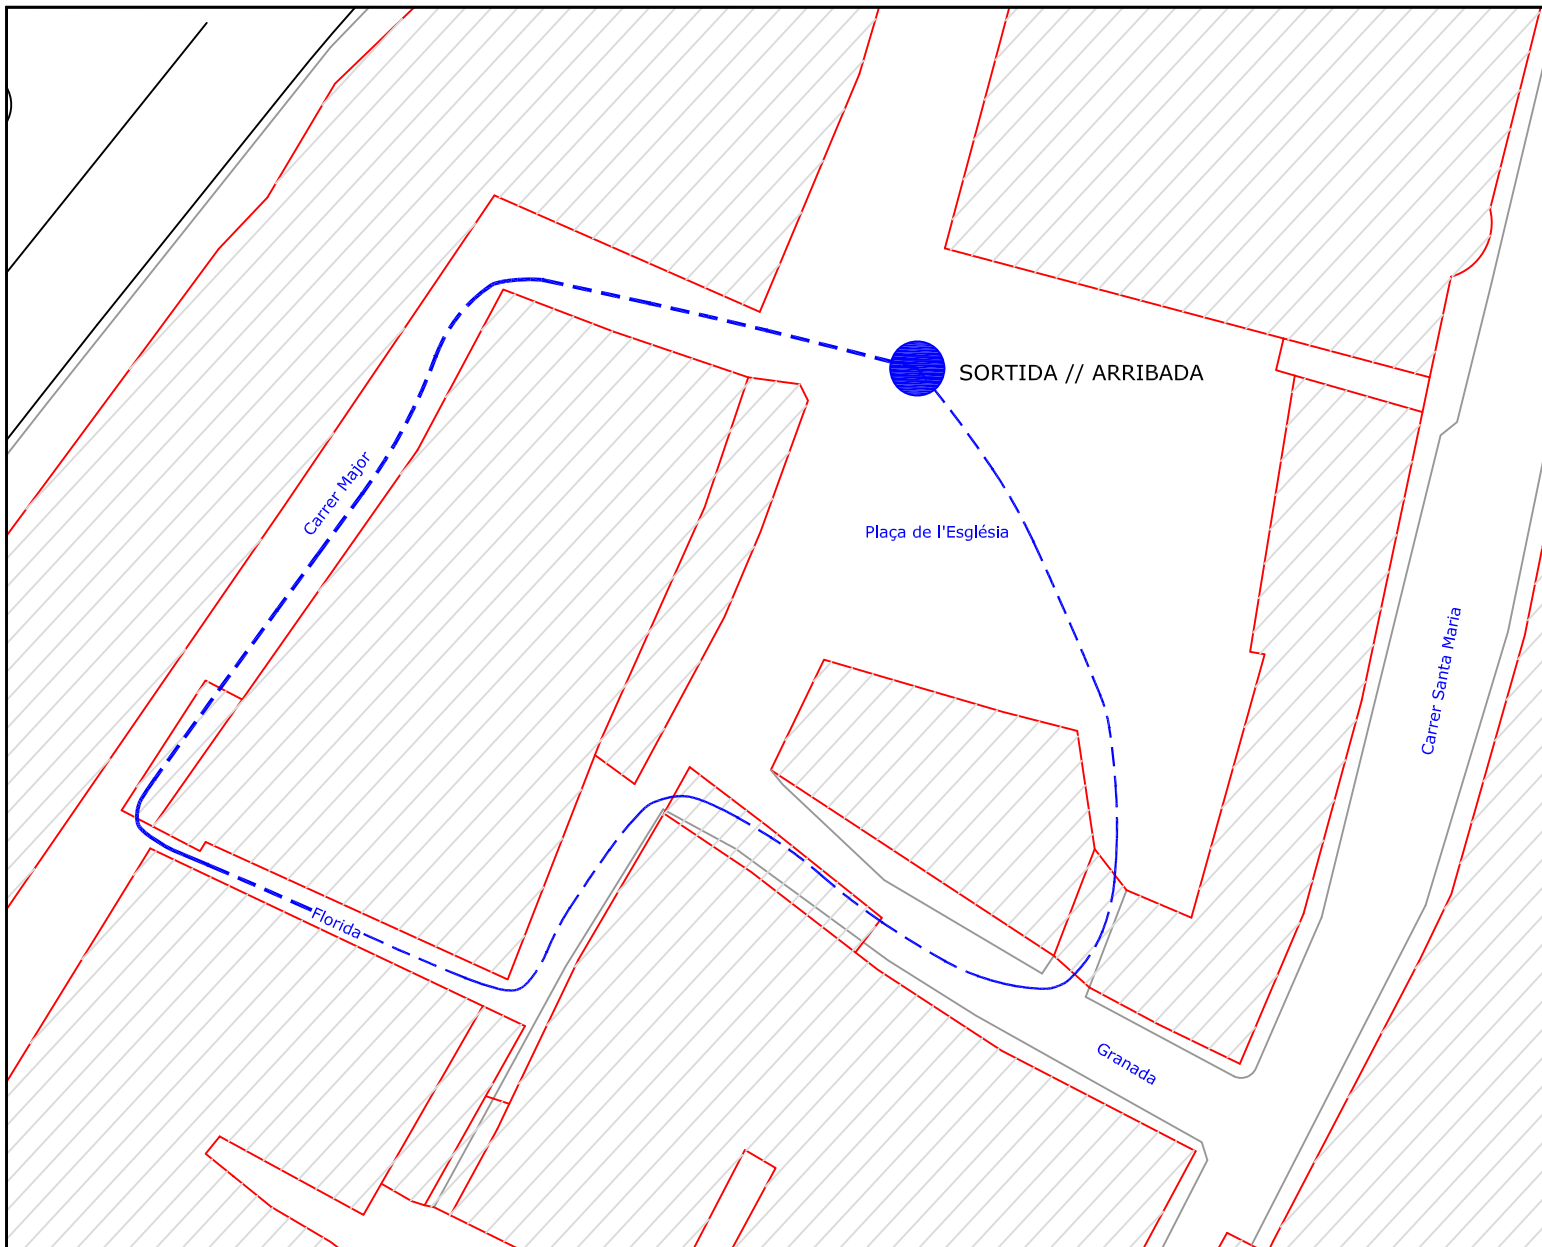 SORTIDA // ARRIBADA
Carrer Major
Plaça de l'Església
Carrer Santa Maria
Florida
Granada